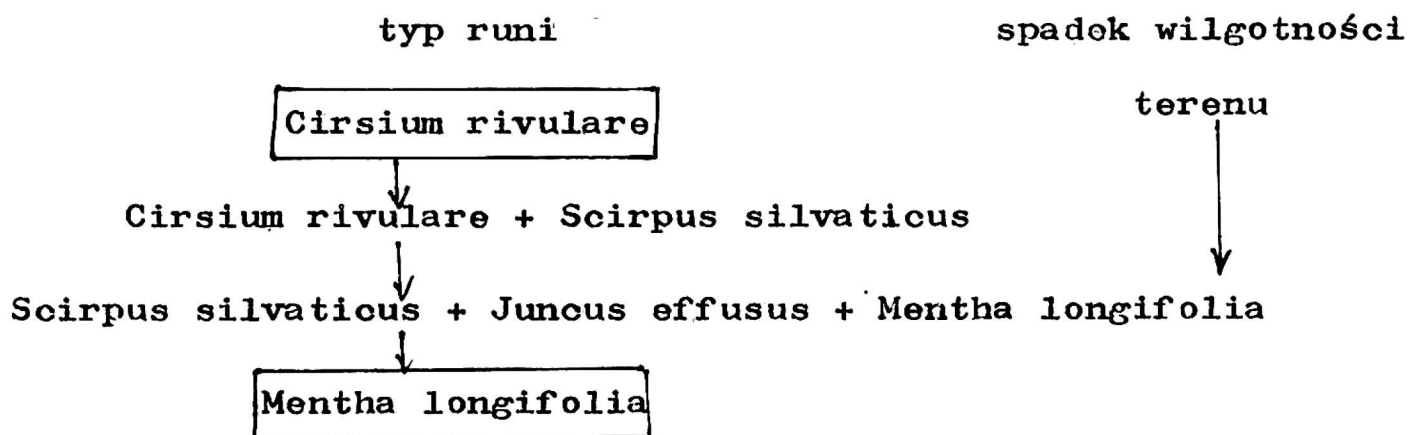 typ runi
spadek wilgotności
terenu
Cirsium rivulare
Cirsium rivulare + Scirpus silvaticus
Scirpus silvaticus + Juncus effusus + Mentha longifolia
Mentha longifolia